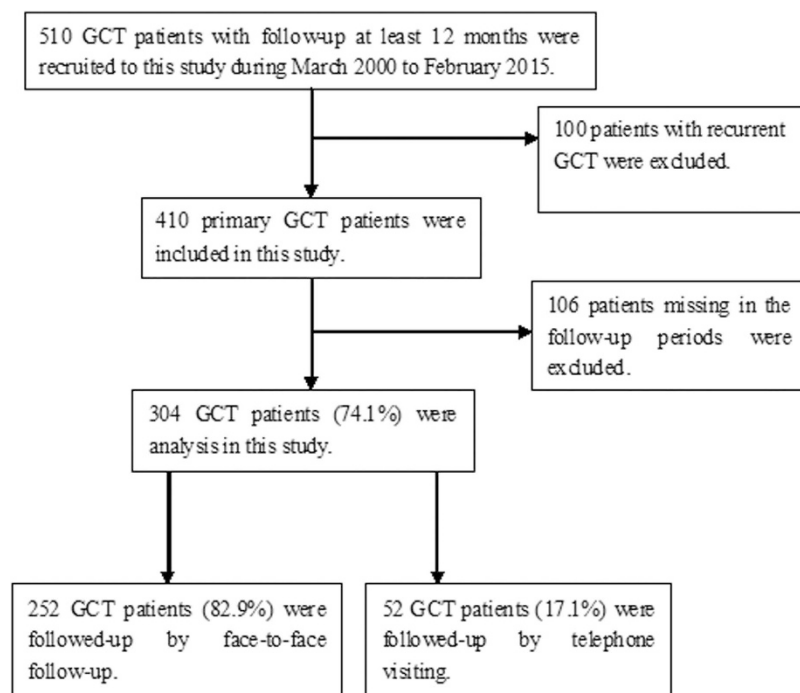 510 GCT patients with follow-up at least 12 months were
recruited to this study during March 2000 to February 2015.
100 patients with recurrent
GCT were excluded.
410 primary GCT patients were
included in this study.
106 patients missing in the
follow-up periods were
excluded.
304 GCT patients (74.1%) were
analysis in this study.
252 GCT patients (82.9%) were
followed-up by face-to-face
follow-up.
52 GCT patients (17.1%) were
followed-up by telephone
visiting.